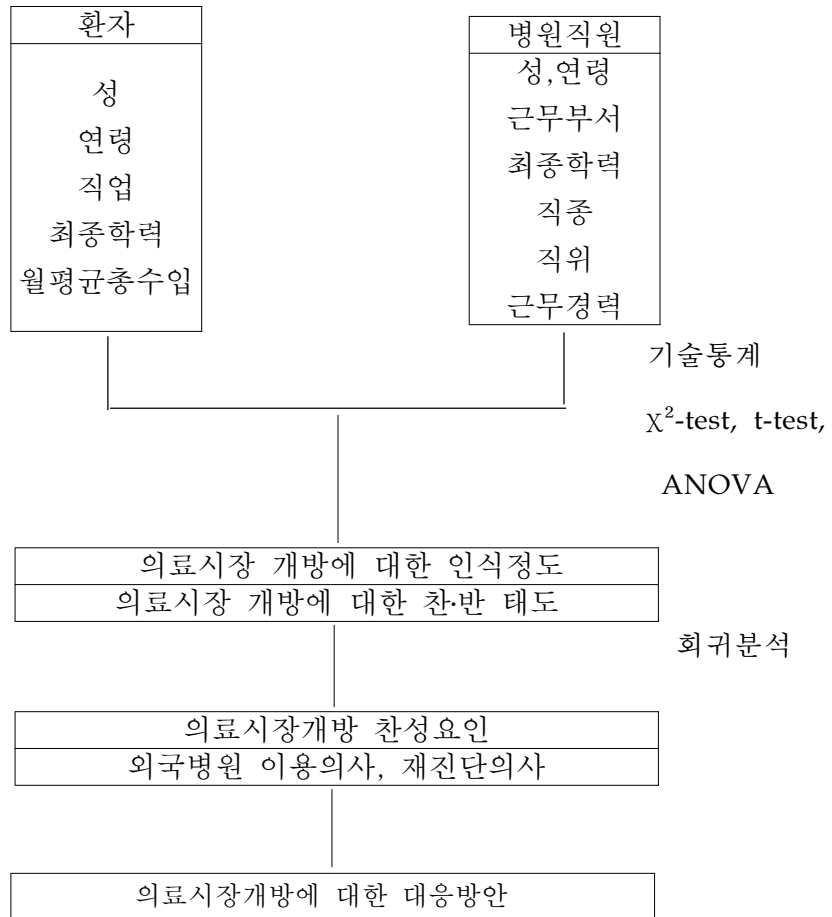 환자
성
연령
직업
최종학력
월평균총수입
병원직원
성,연령
근무부서
최종학력
직종
직위
근무경력
기술통계
χ²-test, t-test,
ANOVA
의료시장 개방에 대한 인식정도
의료시장 개방에 대한 찬·반 태도
회귀분석
의료시장개방 찬성요인
외국병원 이용의사, 재진단의사
의료시장개방에 대한 대응방안